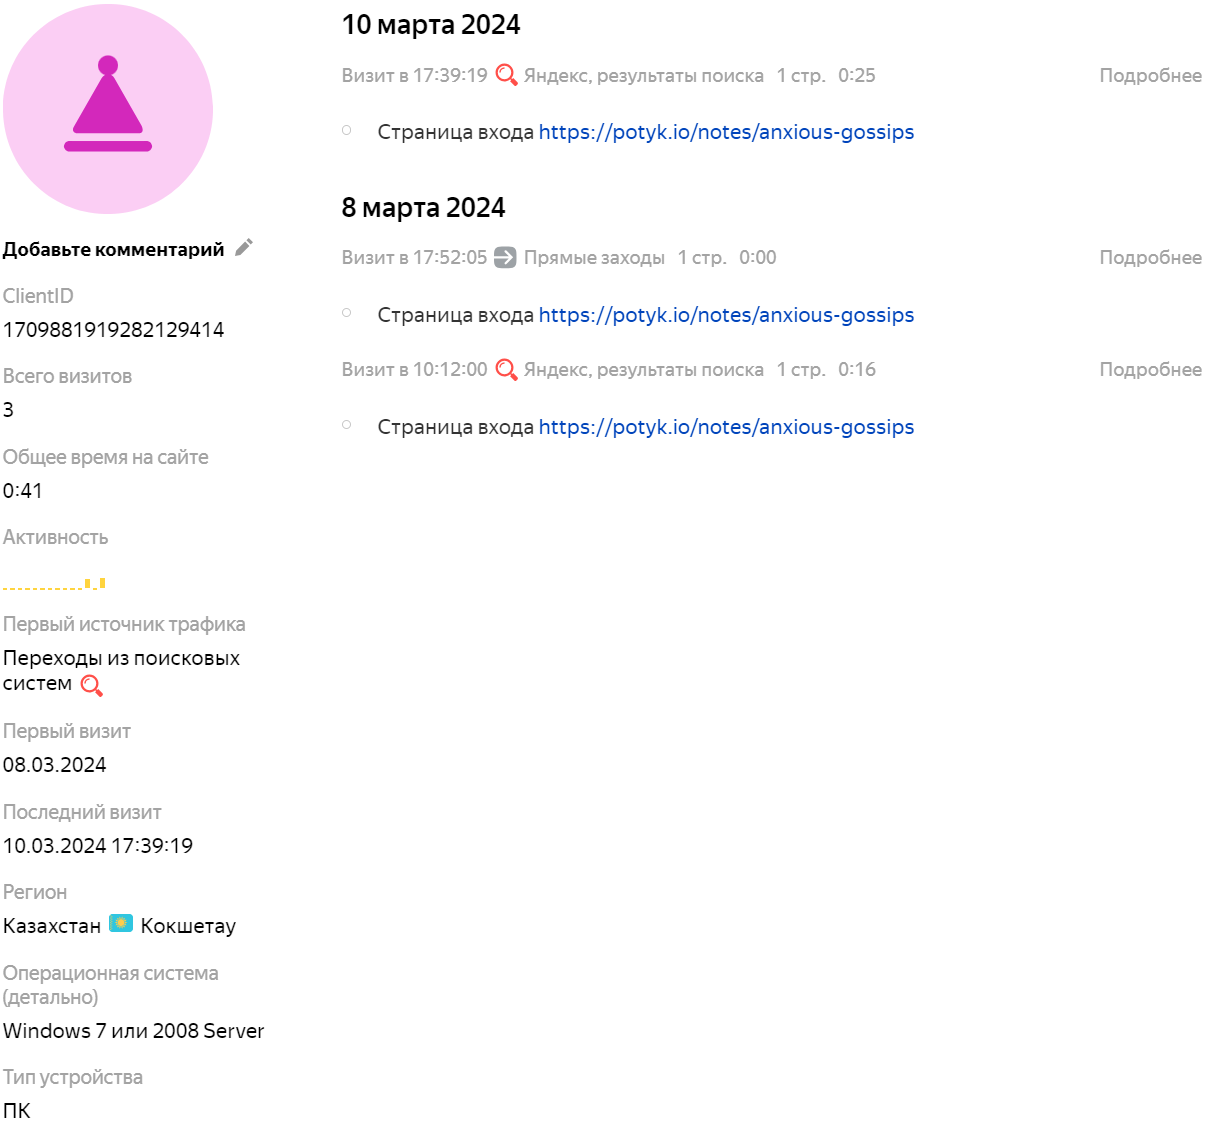 Добавьте комментарий
ClientID
1709881919282129414
Всего визитов
3
Общее время на сайте
0:41
Активность
Первый источник трафика
Переходы из поисковых
систем
Первый визит
08.03.2024
Последний визит
10.03.2024 17:39:19
Регион
Казахстан Кокшетау
Операционная система
(детально)
Windows 7 или 2008 Server
Тип устройства
ПК
10 марта 2024
Визит в 17:39:19 Яндекс, результаты поиска 1 стр. 0:25 Подробнее
Страница входа https://potyk.io/notes/anxious-gossips
8 марта 2024
Визит в 17:52:05 Прямые заходы 1 стр. 0:00 Подробнее
Страница входа https://potyk.io/notes/anxious-gossips
Визит в 10:12:00 Яндекс, результаты поиска 1 стр. 0:16 Подробнее
Страница входа https://potyk.io/notes/anxious-gossips